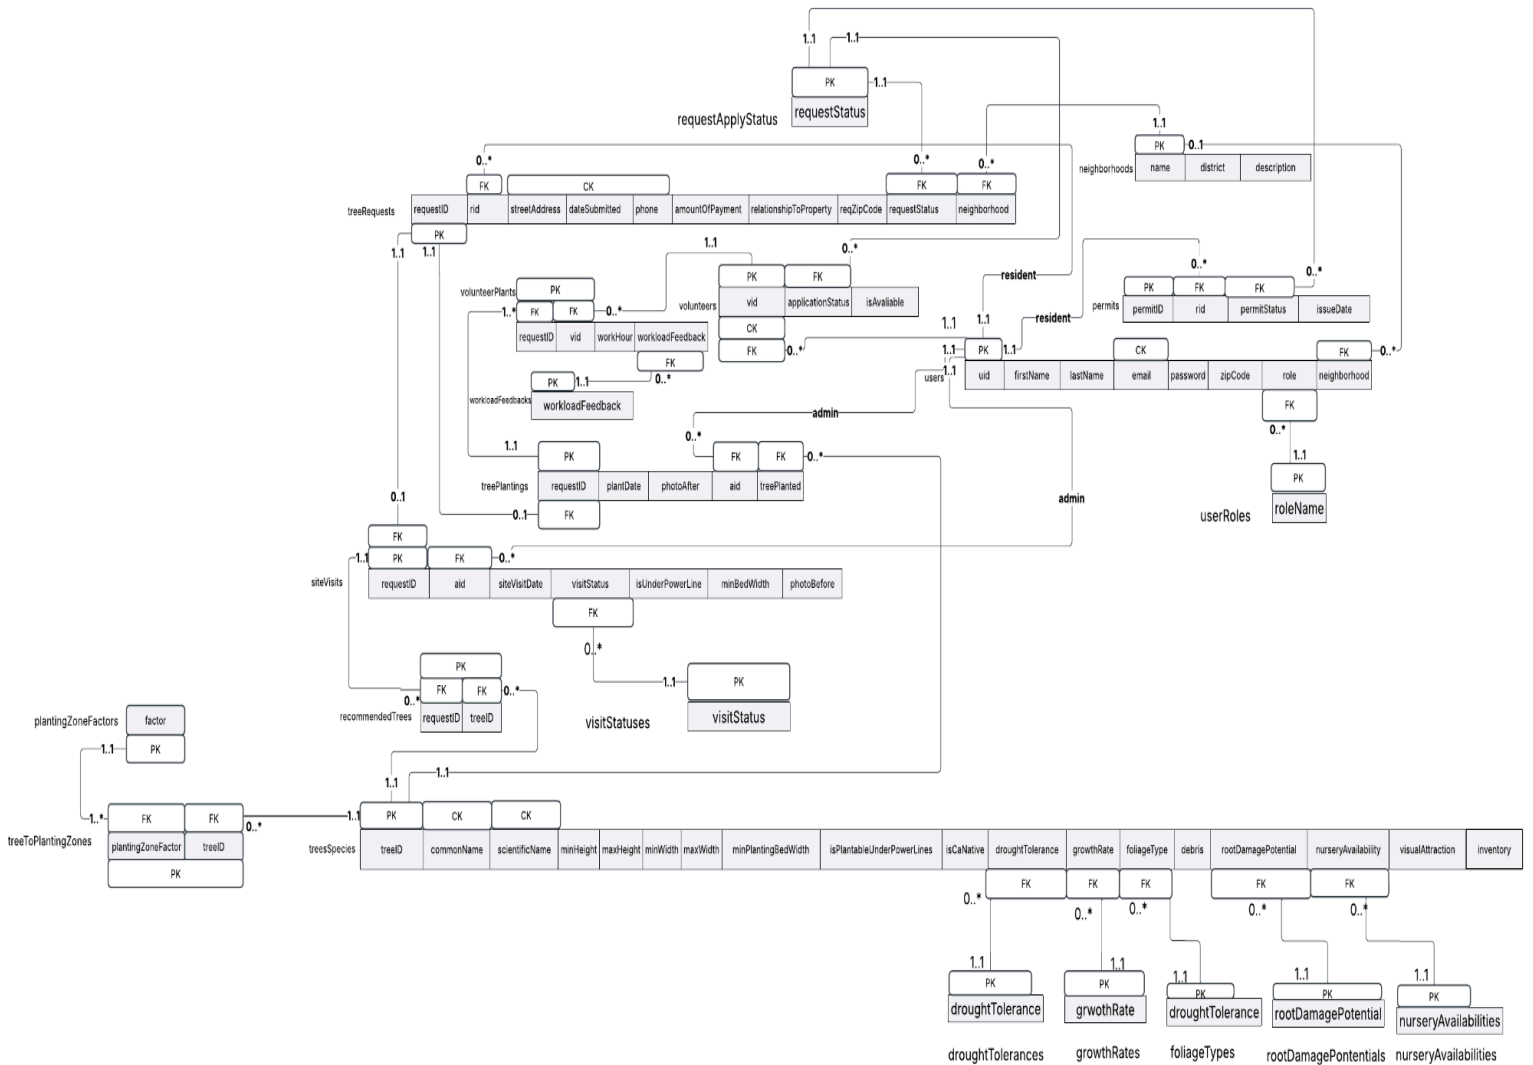 1..1
1..1
PK
1..1
requestStatus
requestApplyStatus
1..1
0..*
0..*
0..*
PK
0..1
neighborhoods
name
district
description
FK
CK
FK
FK
treeRequests
requestID
rid
streetAddress
dateSubmitted
phone
amountOfPayment
relationshipToProperty
reqZipCode
requestStatus
neighborhood
PK
1..1
1..1
1..1
0..*
0..*
0..*
resident
PK
FK
volunteers
vid
applicationStatus
isAvaliable
CK
FK
0..*
volunteerPlants
PK
1..*
FK
FK
0..*
requestID
vid
workHour
workloadFeedback
FK
0..*
PK
1..1
workloadFeedbacks
workloadFeedback
PK
FK
FK
permits
permitID
rid
permitStatus
issueDate
resident
1..1
1..1
1..1
PK
1..1
CK
FK
0..*
users
1..1
uid
firstName
lastName
email
password
zipCode
role
neighborhood
FK
0..*
1..1
PK
userRoles
roleName
admin
0..*
1..1
PK
FK
FK
0..*
treePlantings
requestID
plantDate
photoAfter
aid
treePlanted
0..1
FK
admin
0..1
FK
1..1
PK
FK
0..*
siteVisits
requestID
aid
siteVisitDate
visitStatus
isUnderPowerLine
minBedWidth
photoBefore
FK
0..*
1..1
PK
visitStatuses
visitStatus
PK
FK
FK
0..*
0..*
recommendedTrees
requestID
treeID
plantingZoneFactors
factor
1..1
PK
1..1
1..1
1..*
FK
FK
0..*
1..1
PK
CK
CK
treeToPlantingZones
plantingZoneFactor
treeID
PK
treesSpecies
treeID
commonName
scientificName
minHeight
maxHeight
minWidth
maxWidth
minPlantingBedWidth
isPlantableUnderPowerLines
isCaNative
droughtTolerance
growthRate
foliageType
debris
rootDamagePotential
nurseryAvailability
visualAttraction
inventory
FK
FK
FK
FK
FK
0..*
0..*
0..*
0..*
0..*
1..1
1..1
1..1
1..1
1..1
PK
PK
PK
PK
PK
droughtTolerance
grwothRate
droughtTolerance
rootDamagePotential
nurseryAvailabilities
droughtTolerances
growthRates
foliageTypes
rootDamagePontentials
nurseryAvailabilities